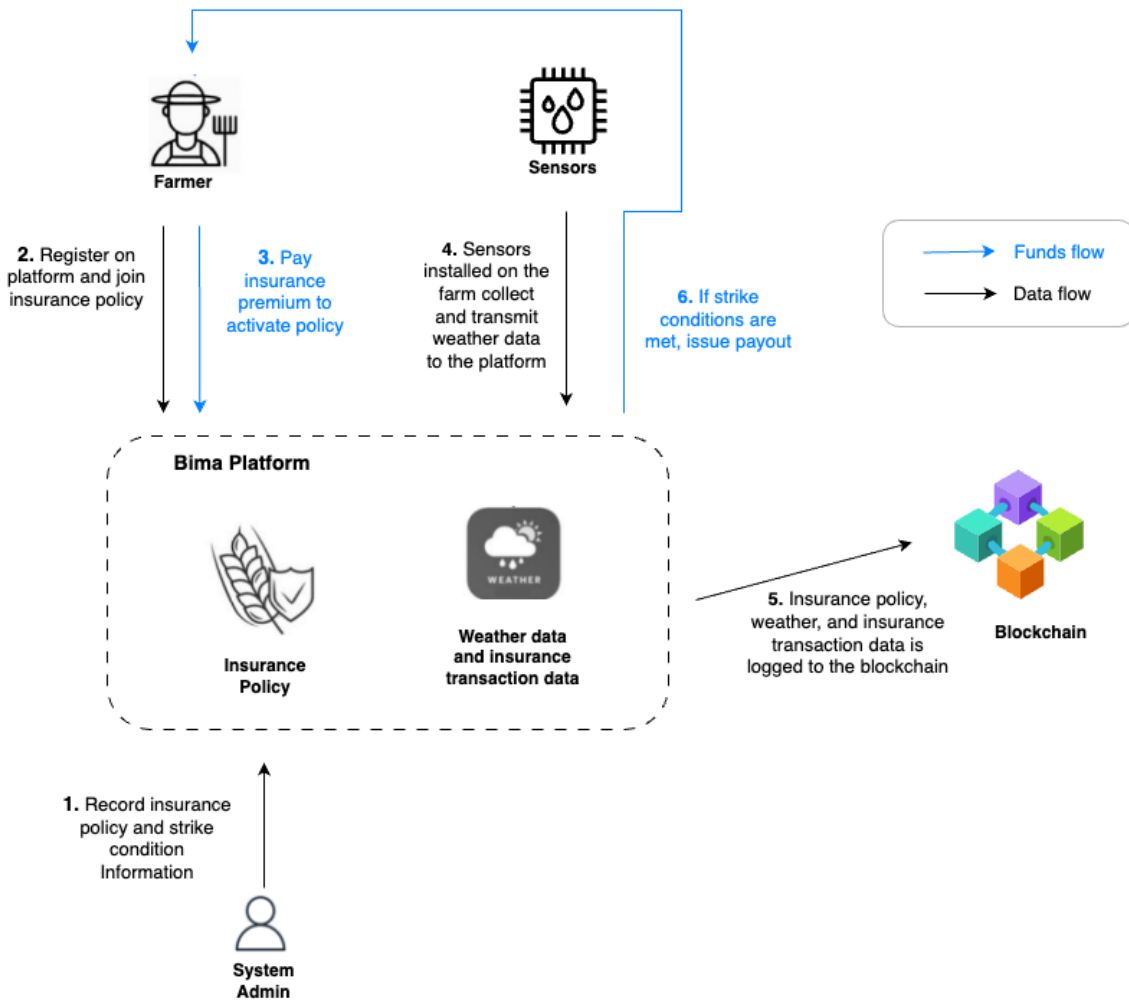 Farmer
Sensors
2. Register on
platform and join
insurance policy
3. Pay
insurance
premium to
activate policy
4. Sensors
installed on the
farm collect
and transmit
weather data
to the platform
6. If strike
conditions are
met, issue payout
Funds flow
Data flow
Bima Platform
WEATHER
Insurance
Policy
Weather data
and insurance
transaction data
5. Insurance policy,
weather, and insurance
transaction data is
logged to the blockchain
Blockchain
1. Record insurance
policy and strike
condition
Information
System
Admin